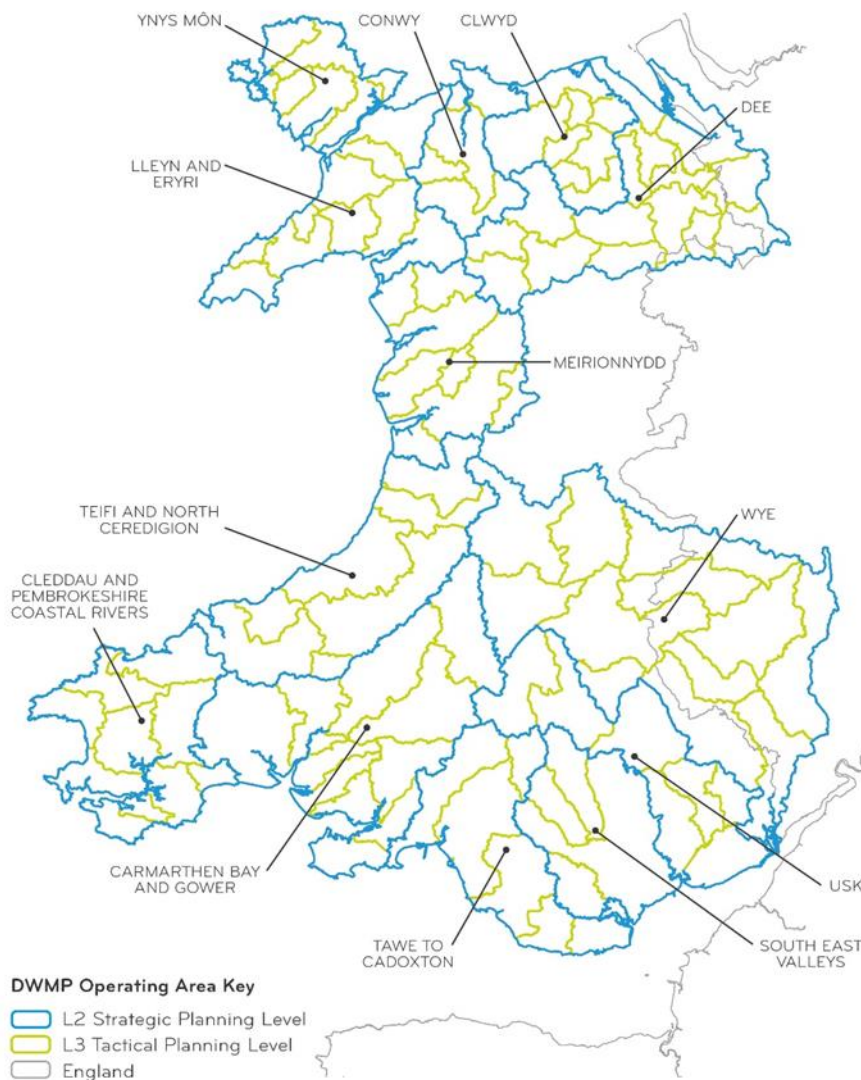 YNYS MÔN
CONWY
CLWYD
DEE
LLEYN AND
ERYRI
MEIRIONNYDD
TEIFI AND NORTH
CEREDIGION
WYE
CLEDDAU AND
PEMBROKESHIRE
COASTAL RIVERS
CARMARTHEN BAY
AND GOWER
USK
TAWE TO
CADOXTON
SOUTH EAST
VALLEYS
DWMP Operating Area Key
L2 Strategic Planning Level
L3 Tactical Planning Level
England